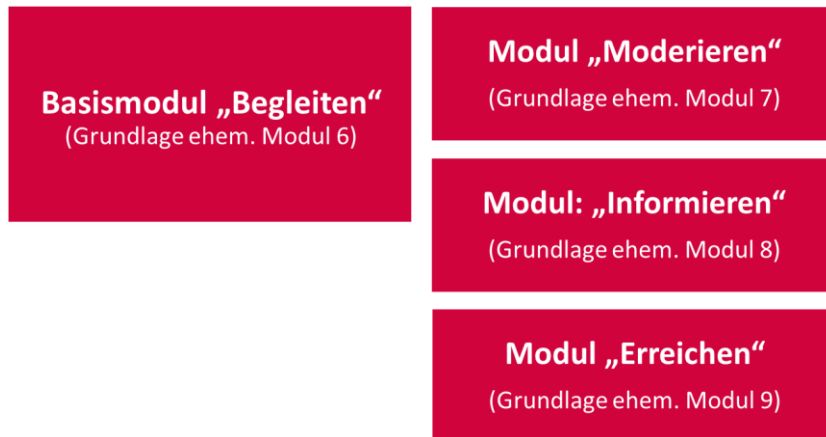 Basismodul „Begleiten“
(Grundlage ehem. Modul 6)
Modul „Moderieren“
(Grundlage ehem. Modul 7)
Modul: „Informieren“
(Grundlage ehem. Modul 8)
Modul „Erreichen“
(Grundlage ehem. Modul 9)